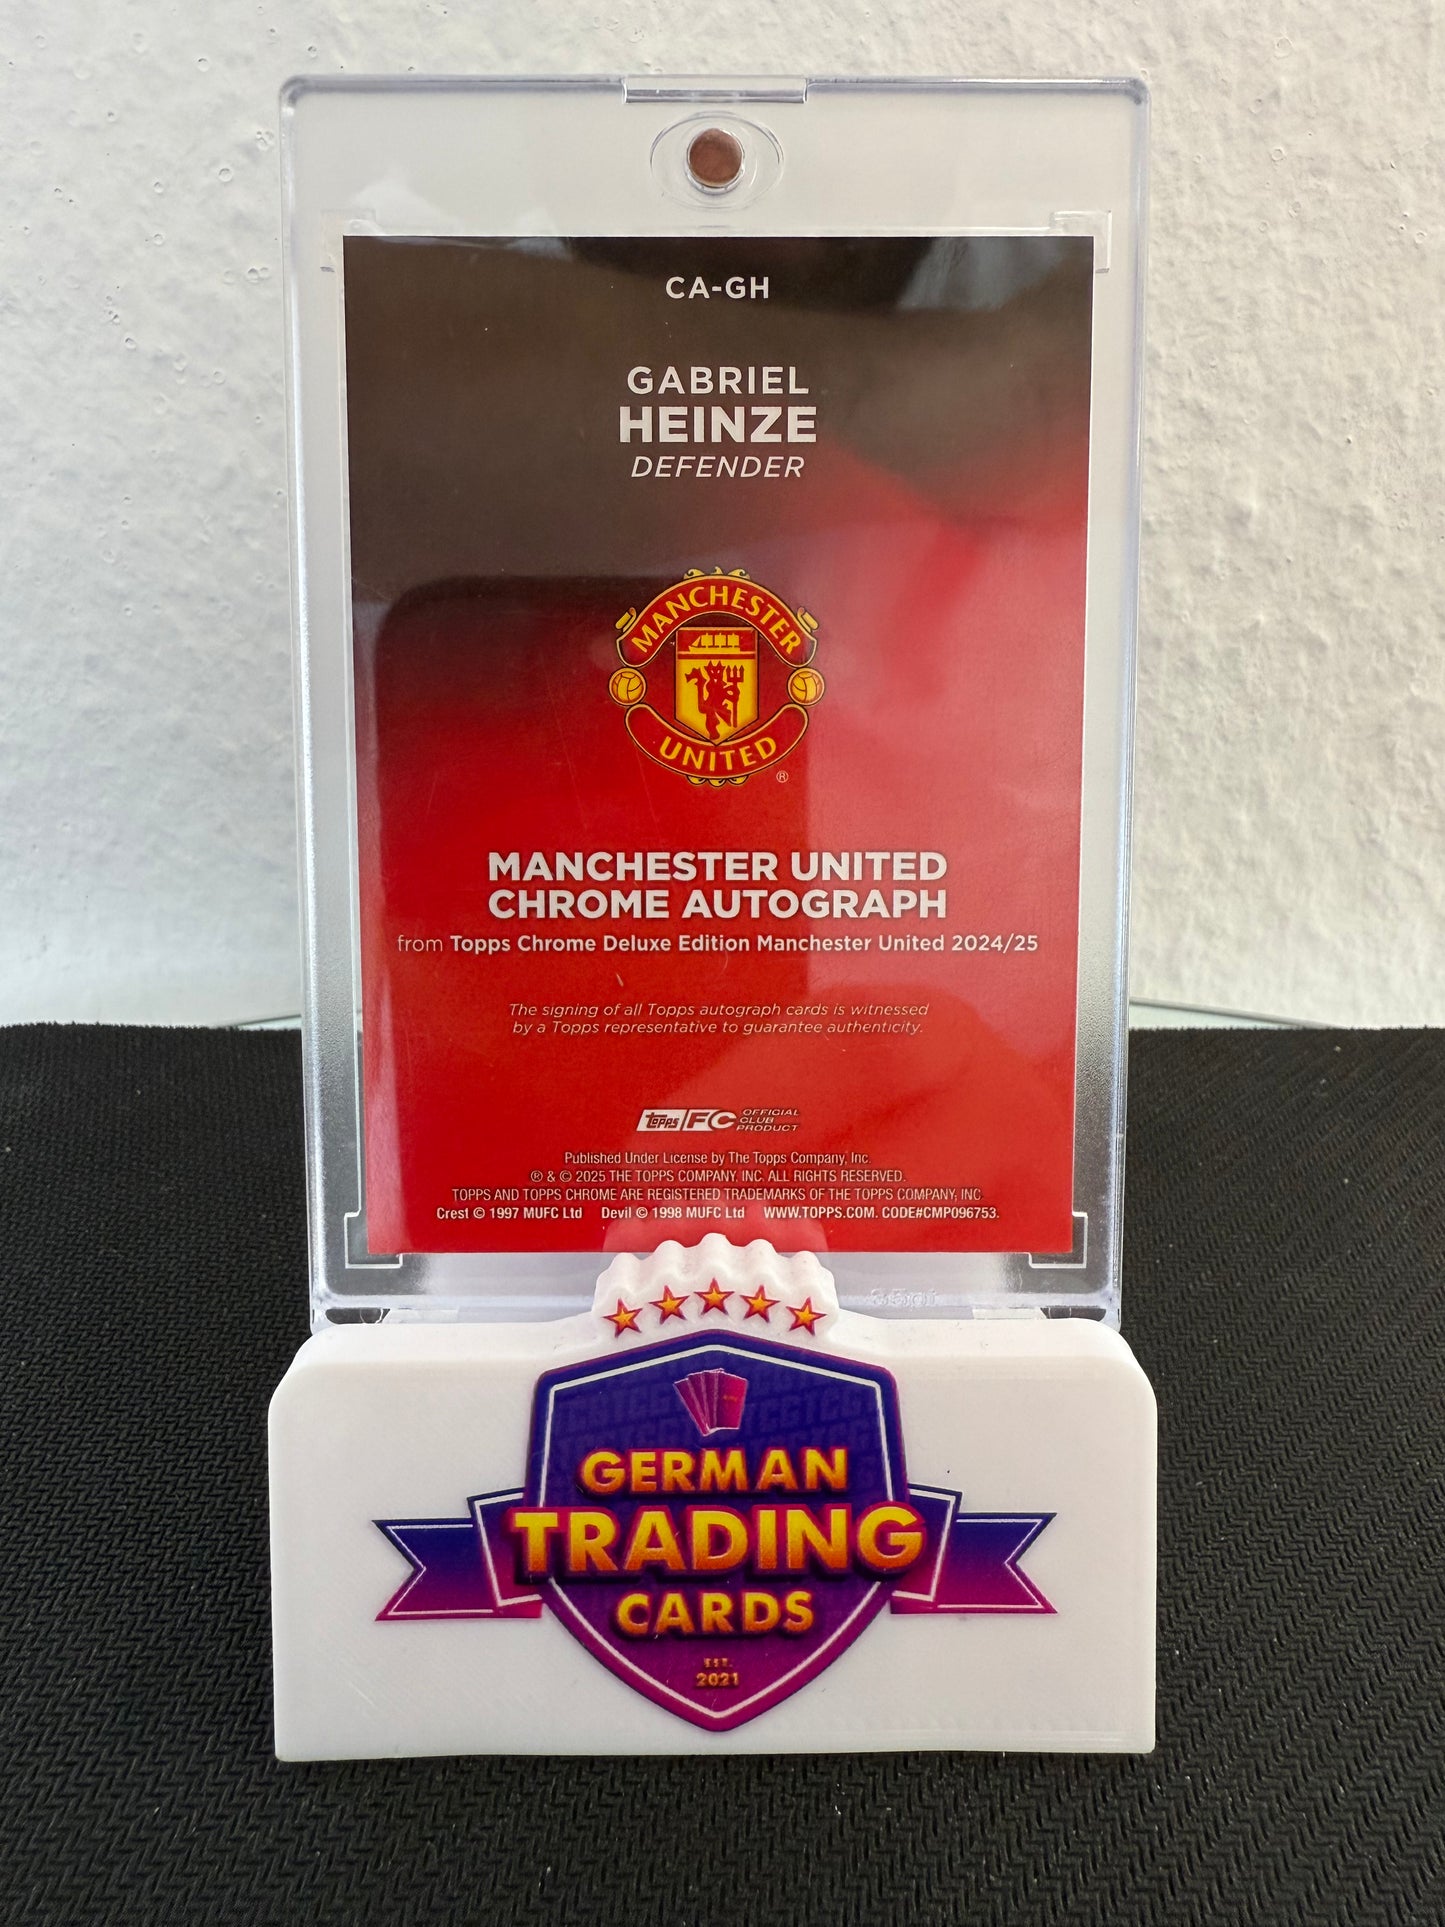 CA-GH
GABRIEL
HEINZE
DEFENDER
MANCHESTER
UNITED
®
MANCHESTER UNITED
CHROME AUTOGRAPH
from Topps Chrome Deluxe Edition Manchester United 2024/25
The signing of all Topps autograph cards is witnessed
by a Topps representative to guarantee authenticity.
topps FC OFFICIAL
CLUB
PRODUCT
Published Under License by The Topps Company, Inc.
® & © 2025 THE TOPPS COMPANY, INC. ALL RIGHTS RESERVED.
TOPPS AND TOPPS CHROME ARE REGISTERED TRADEMARKS OF THE TOPPS COMPANY, INC.
Crest © 1997 MUFC Ltd Devil © 1998 MUFC Ltd WWW.TOPPS.COM. CODE#CMP096753.
GERMAN
TRADING
CARDS
EST.
2021